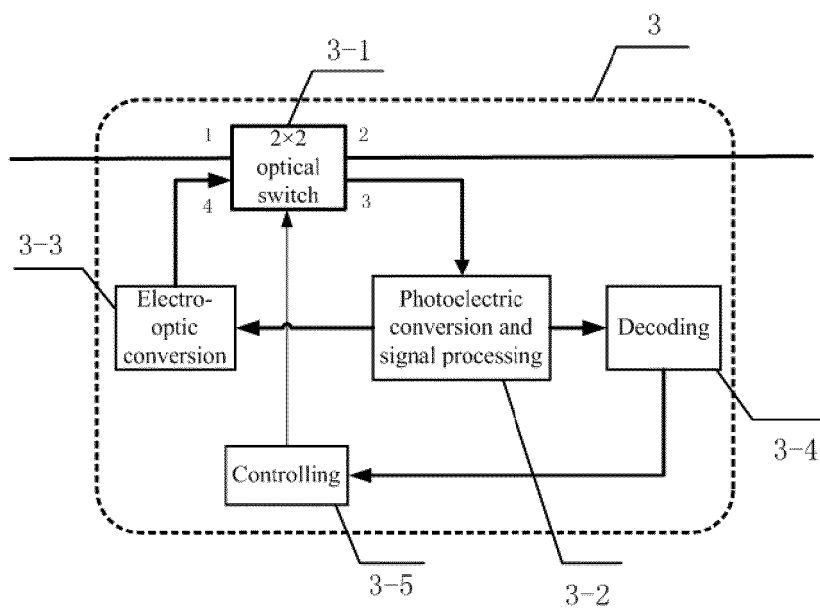 3
3-1
1
2×2
optical
switch
2
4
3
3-3
Electro-
optic
conversion
Photoelectric
conversion and
signal processing
Decoding
3-4
Controlling
3-5
3-2